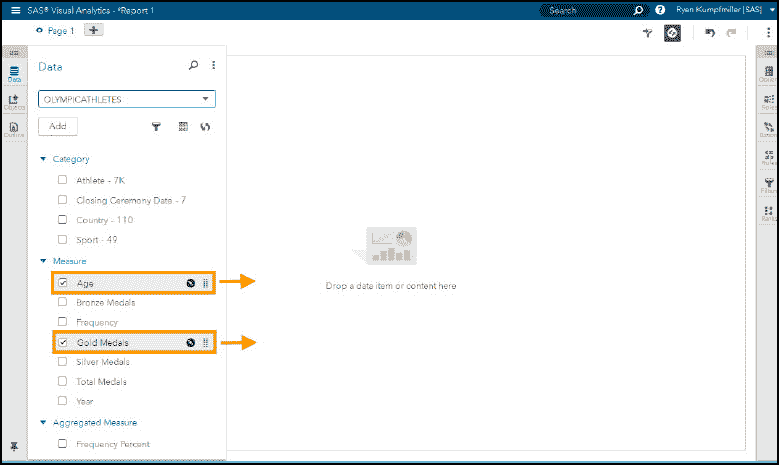 SAS® Visual Analytics - *Report 1
Search
Ryan Kumpfmiller [SAS]
Page 1
Data
Objects
Outline
Data
OLYMPICATHLETES
Add
Category
Athlete - 7K
Closing Ceremony Date - 7
Country - 110
Sport - 49
Measure
Age
Bronze Medals
Frequency
Gold Medals
Silver Medals
Total Medals
Year
Aggregated Measure
Frequency Percent
Drop a data item or content here